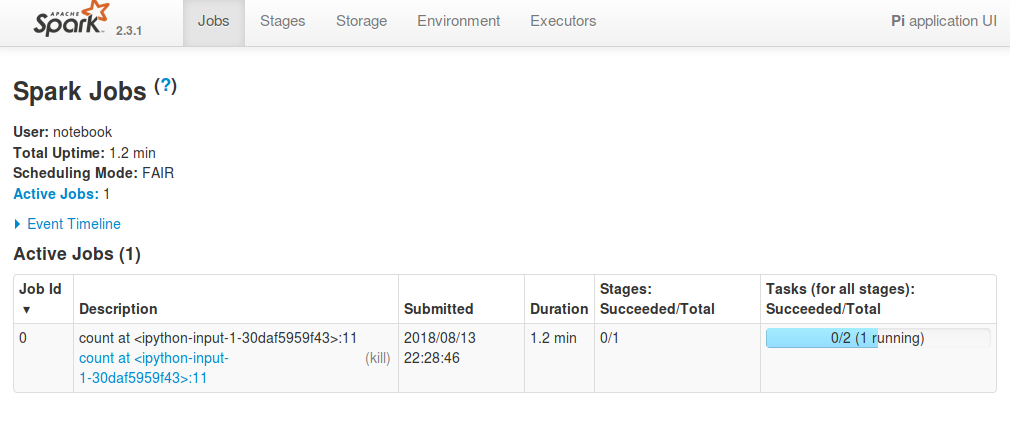 APACHE
Spark 2.3.1 Jobs Stages Storage Environment Executors Pi application UI
Spark Jobs (?)
User: notebook
Total Uptime: 1.2 min
Scheduling Mode: FAIR
Active Jobs: 1
Event Timeline
Active Jobs (1)
Job Id ▾ Description Submitted Duration Stages: Succeeded/Total Tasks (for all stages): Succeeded/Total
0 count at <ipython-input-1-30daf5959f43>:11 2018/08/13 1.2 min 0/1 0/2 (1 running)
count at <ipython-input- (kill) 22:28:46
1-30daf5959f43>:11